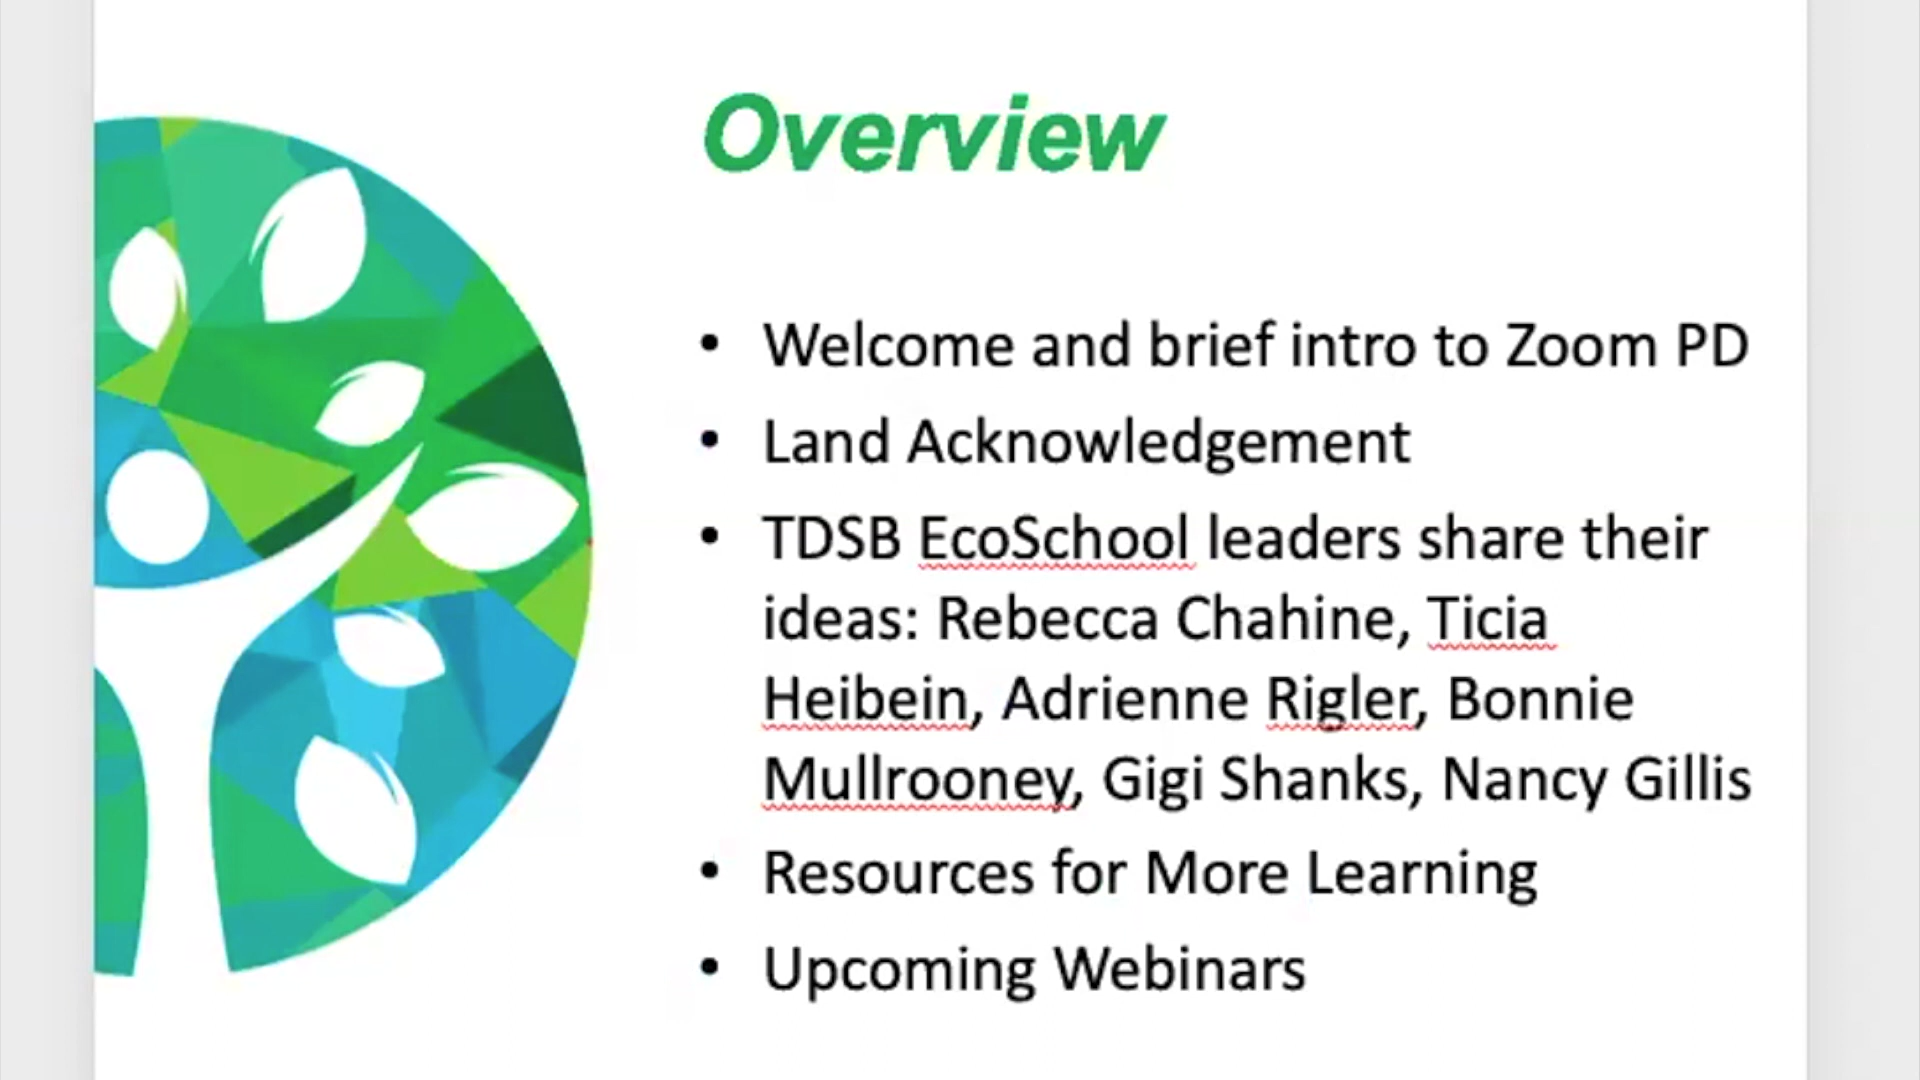 Overview
• Welcome and brief intro to Zoom PD
• Land Acknowledgement
• TDSB EcoSchool leaders share their
ideas: Rebecca Chahine, Ticia
Heibein, Adrienne Rigler, Bonnie
Mullrooney, Gigi Shanks, Nancy Gillis
• Resources for More Learning
• Upcoming Webinars